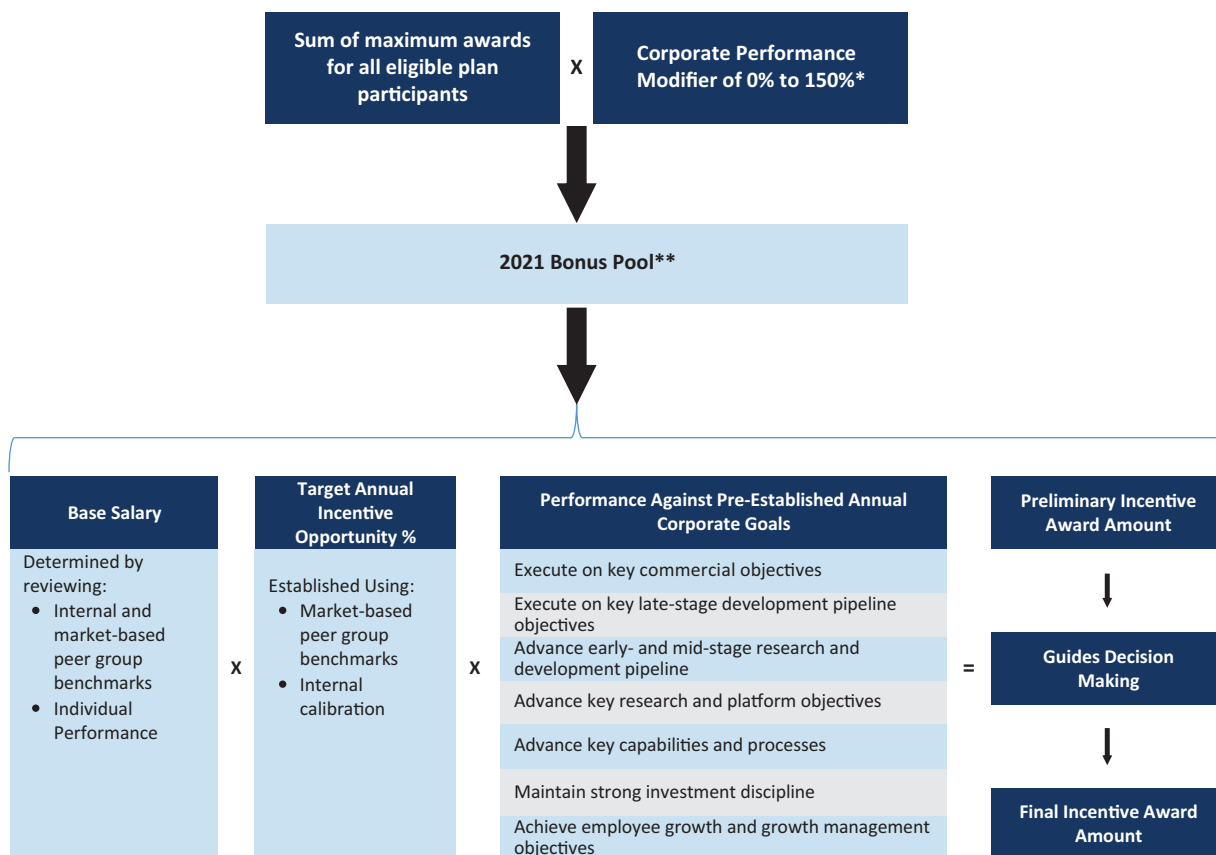 Sum of maximum awards
for all eligible plan
participants
X
Corporate Performance
Modifier of 0% to 150%*
2021 Bonus Pool**
Base Salary
Determined by
reviewing:
• Internal and
market-based
peer group
benchmarks
• Individual
Performance
X
Target Annual
Incentive
Opportunity %
Established Using:
• Market-based
peer group
benchmarks
• Internal
calibration
X
Performance Against Pre-Established Annual
Corporate Goals
Execute on key commercial objectives
Execute on key late-stage development pipeline
objectives
Advance early- and mid-stage research and
development pipeline
Advance key research and platform objectives
Advance key capabilities and processes
Maintain strong investment discipline
Achieve employee growth and growth management
objectives
=
Preliminary Incentive
Award Amount
Guides Decision
Making
Final Incentive Award
Amount